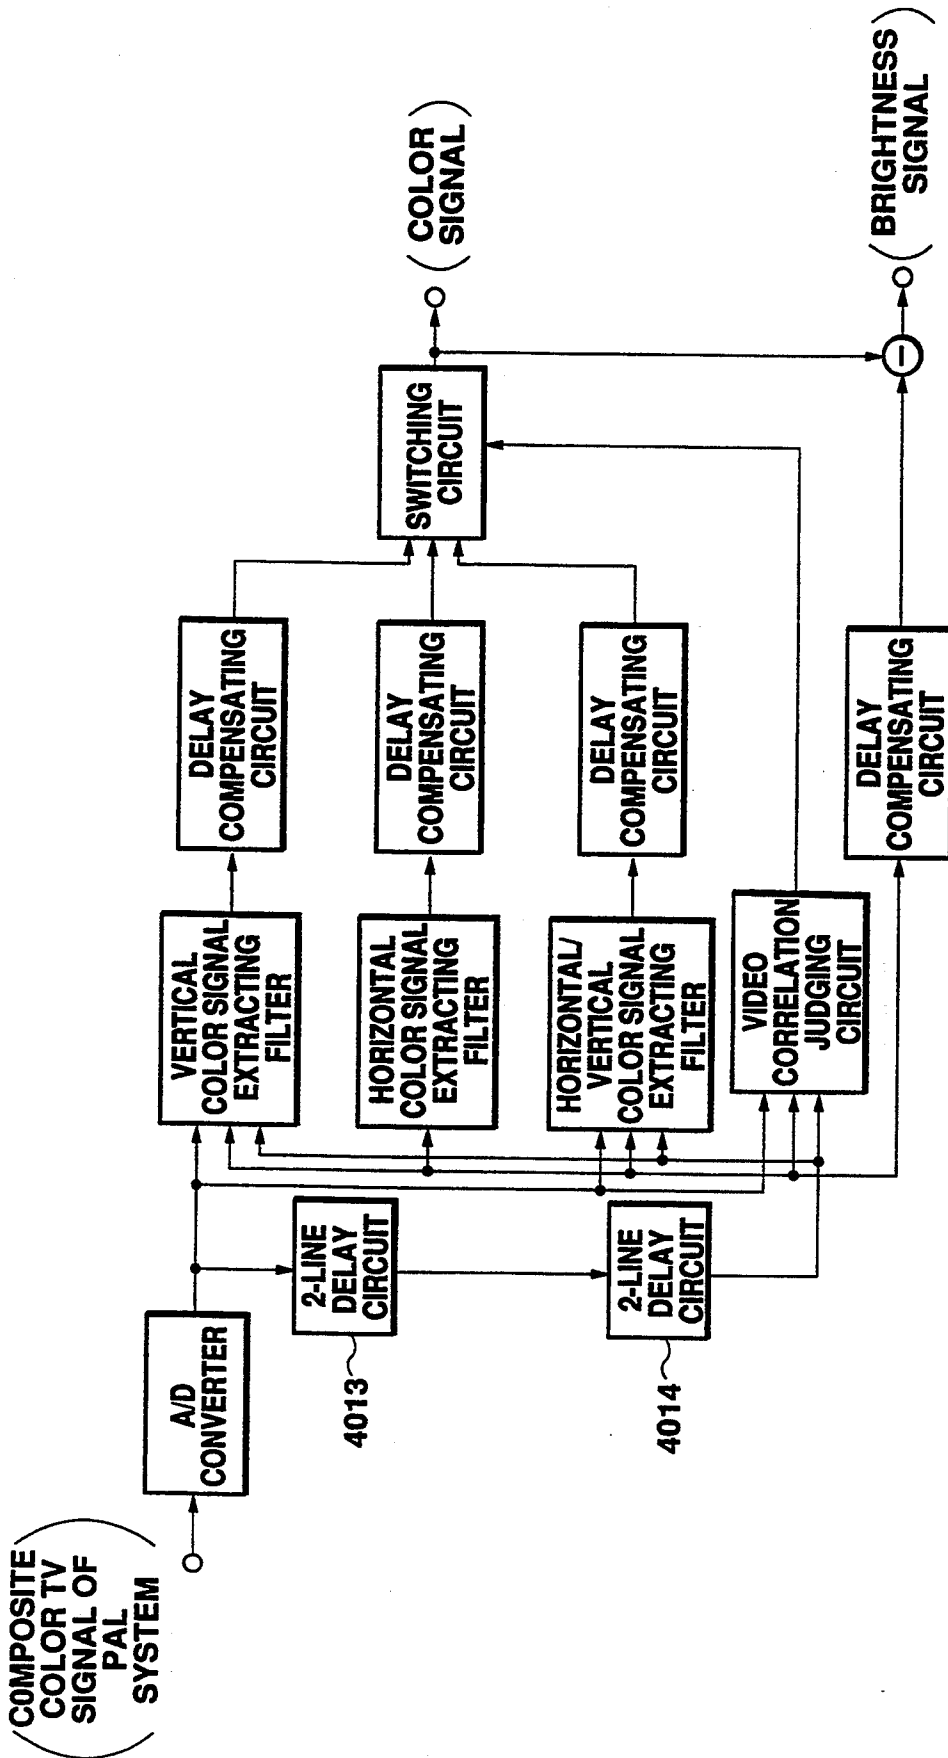 COMPOSITE
COLOR TV
SIGNAL OF
PAL
SYSTEM
A/D
CONVERTER
2-LINE
DELAY
CIRCUIT
4013
2-LINE
DELAY
CIRCUIT
4014
VERTICAL
COLOR SIGNAL
EXTRACTING
FILTER
HORIZONTAL
COLOR SIGNAL
EXTRACTING
FILTER
HORIZONTAL/
VERTICAL
COLOR SIGNAL
EXTRACTING
FILTER
VIDEO
CORRELATION
JUDGING
CIRCUIT
DELAY
COMPENSATING
CIRCUIT
DELAY
COMPENSATING
CIRCUIT
DELAY
COMPENSATING
CIRCUIT
DELAY
COMPENSATING
CIRCUIT
SWITCHING
CIRCUIT
−
(COLOR
SIGNAL)
(BRIGHTNESS
SIGNAL)